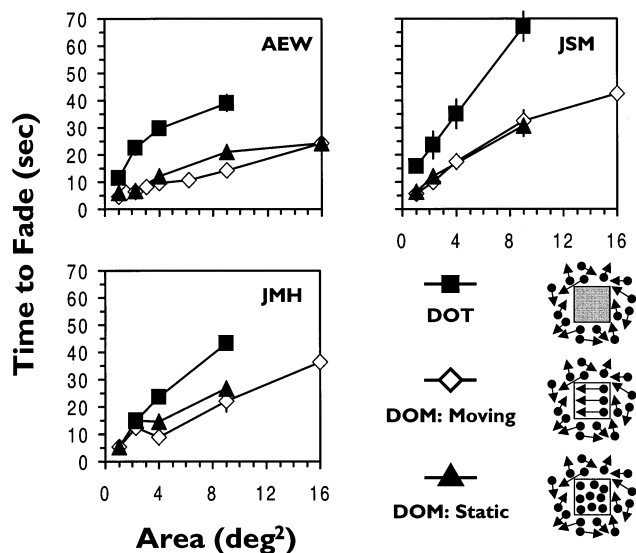 Time to Fade (sec)
70
60
50
40
30
20
10
0
AEW
JSM
0 4 8 12 16
70
60
50
40
30
20
10
0
JMH
0 4 8 12 16
Area (deg²)
DOT
DOM: Moving
DOM: Static